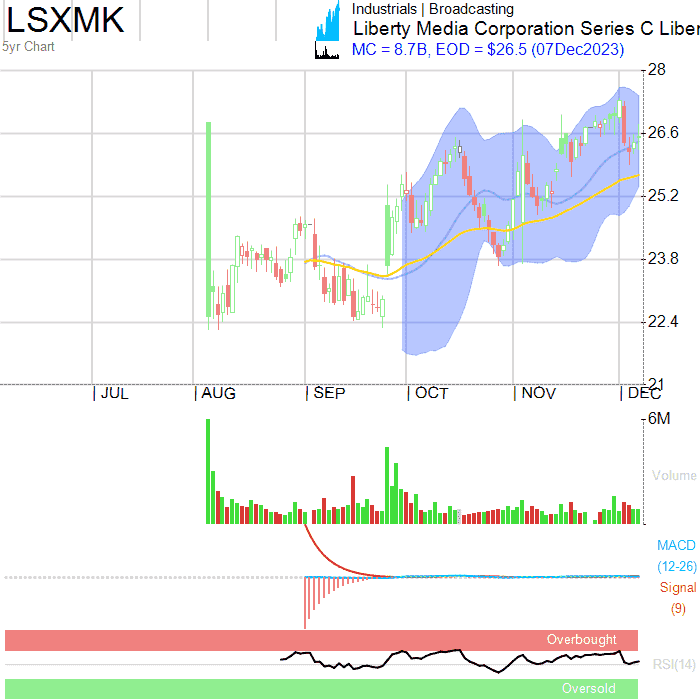 LSXMK
5yr Chart
Industrials | Broadcasting
Liberty Media Corporation Series C Liber
MC = 8.7B, EOD = $26.5 (07Dec2023)
28
26.6
25.2
23.8
22.4
21
| JUL | AUG | SEP | OCT | NOV | DEC
6M
Volume
MACD
(12-26)
Signal
(9)
Overbought
RSI(14)
Oversold